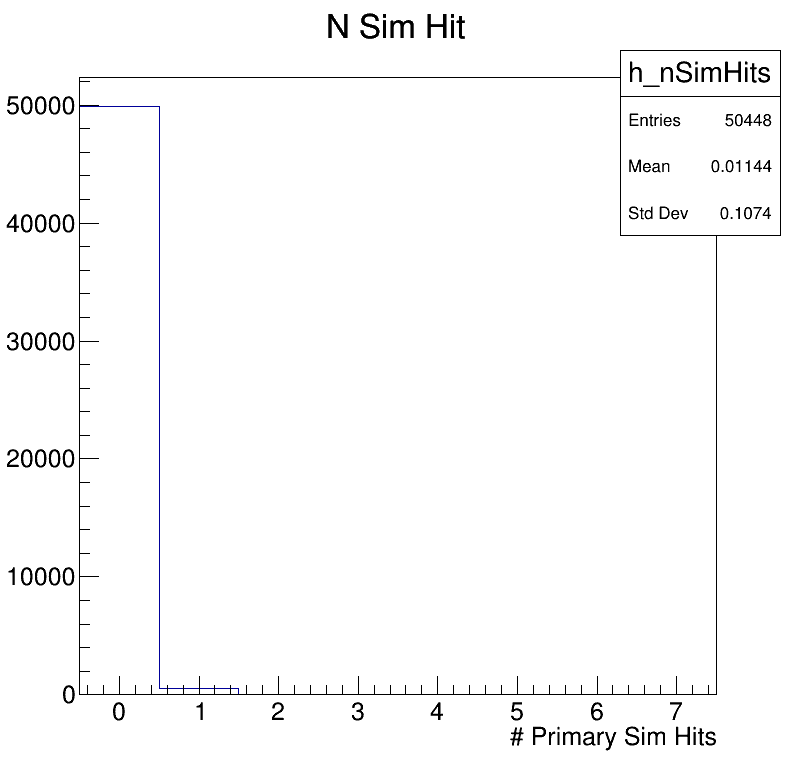 N Sim Hit
h_nSimHits
Entries 50448
Mean 0.01144
Std Dev 0.1074
50000
40000
30000
20000
10000
0
0 1 2 3 4 5 6 7
# Primary Sim Hits